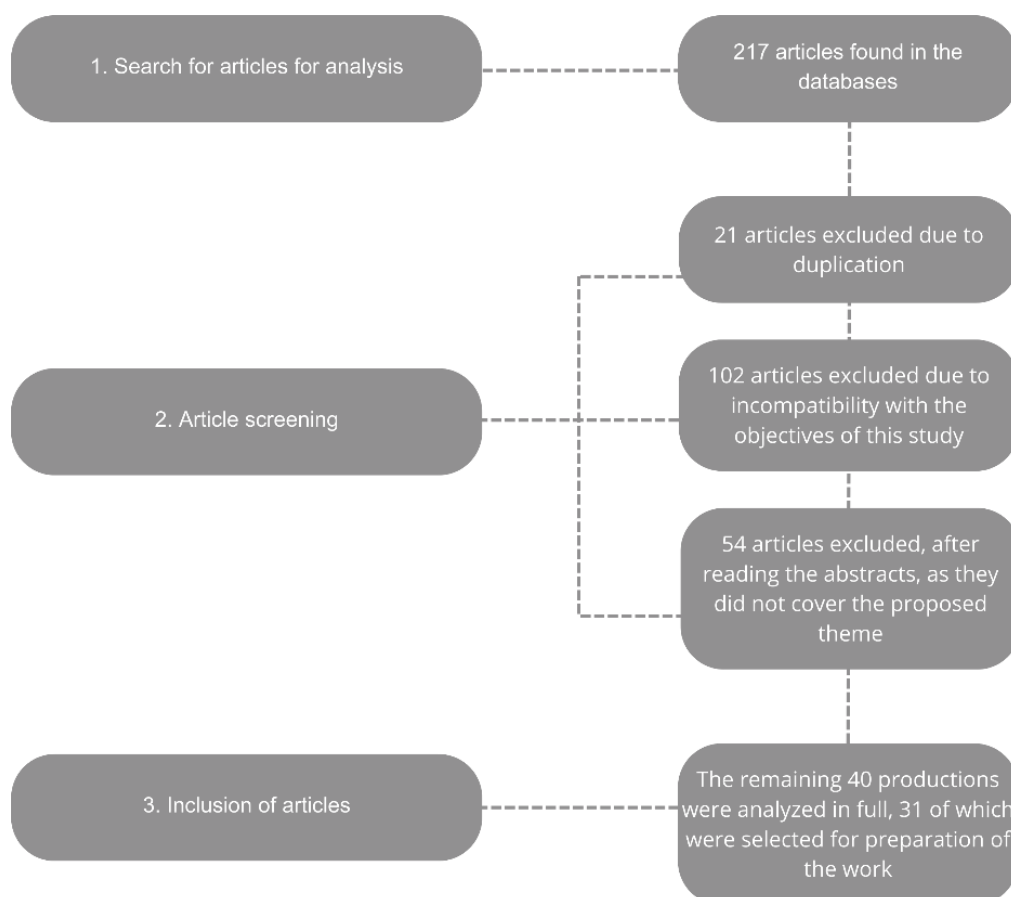 1. Search for articles for analysis
217 articles found in the
databases
21 articles excluded due to
duplication
2. Article screening
102 articles excluded due to
incompatibility with the
objectives of this study
54 articles excluded, after
reading the abstracts, as they
did not cover the proposed
theme
3. Inclusion of articles
The remaining 40 productions
were analyzed in full, 31 of which
were selected for preparation of
the work